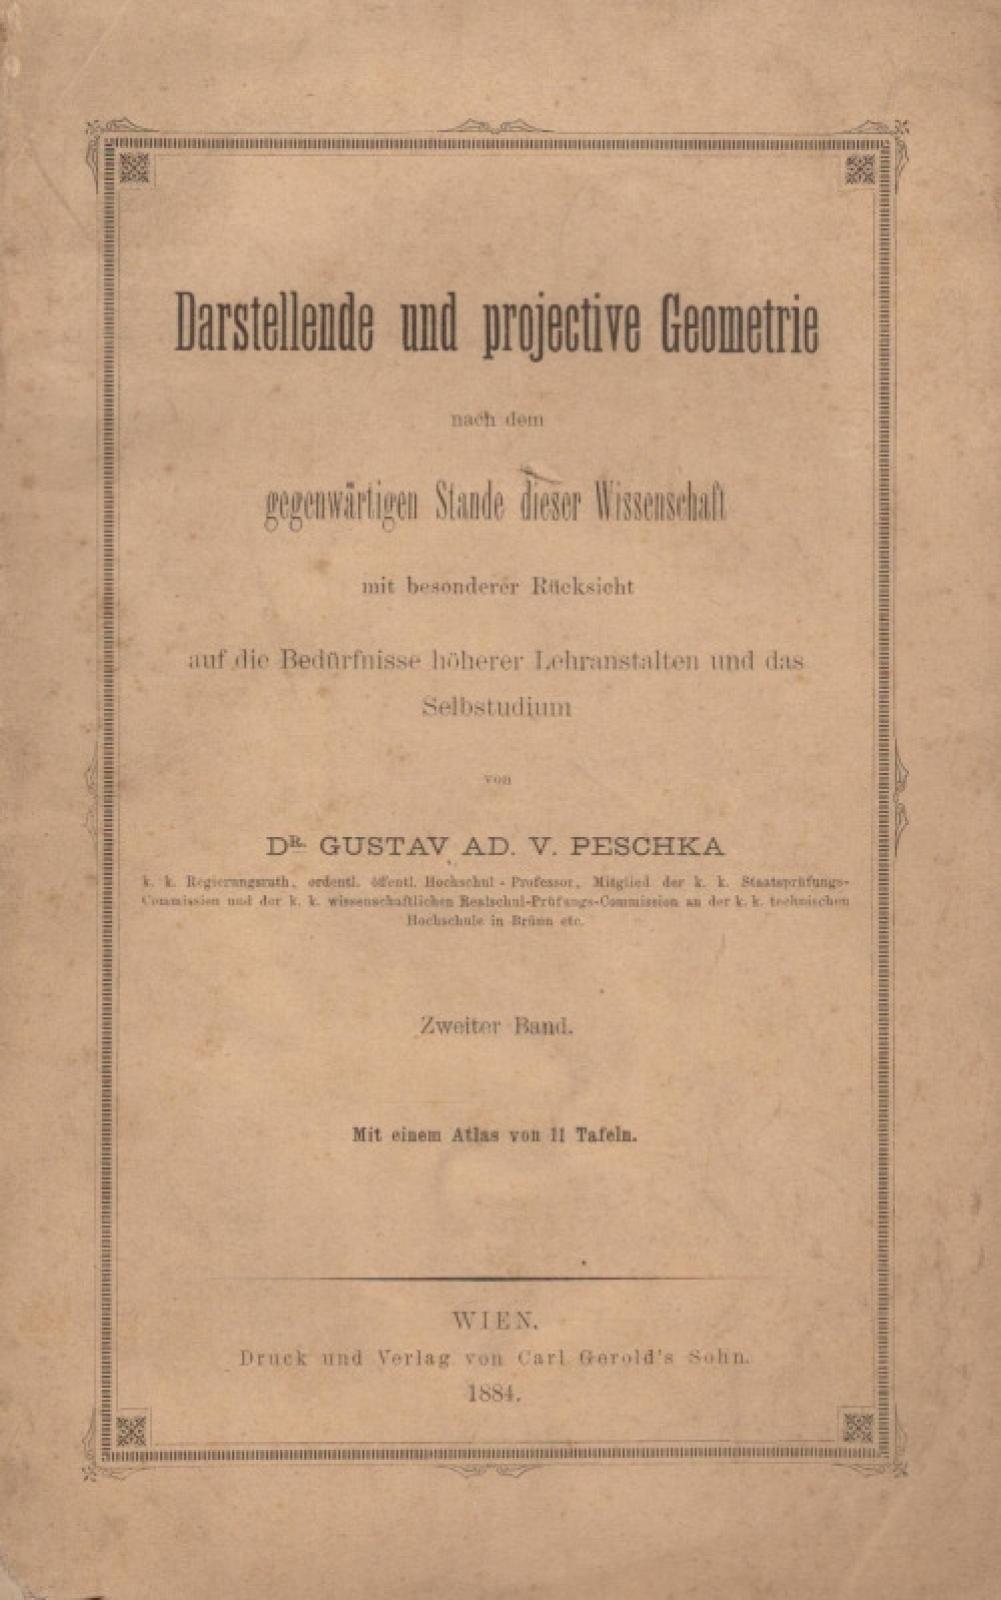 Darstellende und projective Geometrie
nach dem
gegenwärtigen Stande dieser Wissenschaft
mit besonderer Rücksicht
auf die Bedürfnisse höherer Lehranstalten und das
Selbstudium
von
DR. GUSTAV AD. V. PESCHKA
k. k. Regierungsrath, ordentl. öffentl. Hochschul - Professor, Mitglied der k. k. Staatsprüfungs-
Commission und der k. k. wissenschaftlichen Realschul-Prüfungs-Commission an der k. k. technischen
Hochschule in Brünn etc.
Zweiter Band.
Mit einem Atlas von 11 Tafeln.
WIEN.
Druck und Verlag von Carl Gerold's Sohn.
1884.